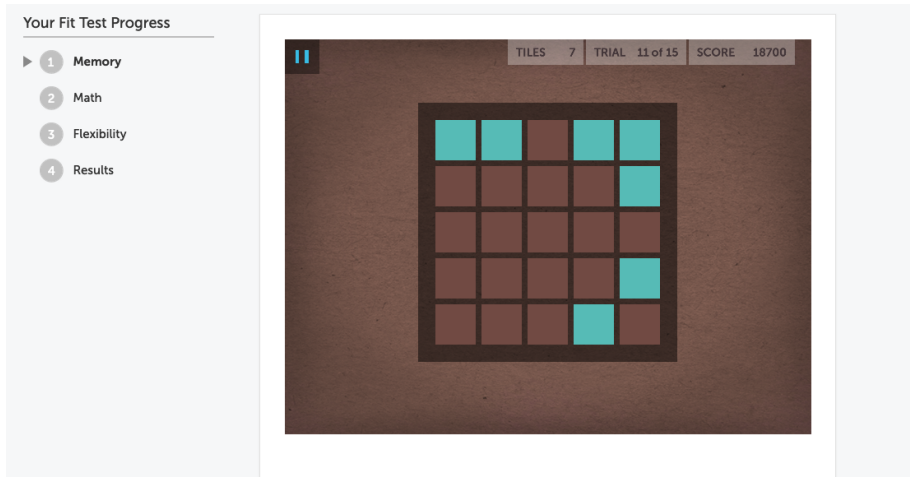 Your Fit Test Progress
1 Memory
2 Math
3 Flexibility
4 Results
TILES 7 TRIAL 11 of 15 SCORE 18700